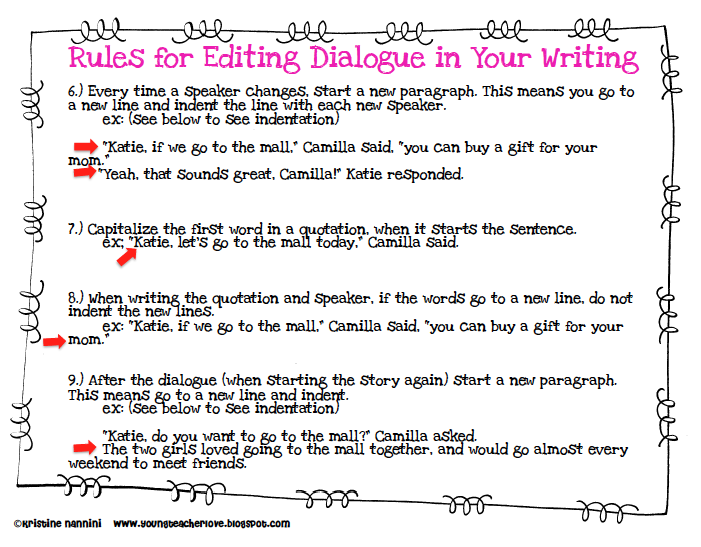 Rules for Editing Dialogue in Your Writing
6.) Every time a speaker changes, start a new paragraph. This means you go to
a new line and indent the line with each new speaker.
ex: (see below to see indentation)
"Katie, if we go to the mall," Camilla said, "you can buy a gift for your
mom."
"Yeah, that sounds great, Camilla!" Katie responded.
7.) Capitalize the first word in a quotation, when it starts the sentence.
ex; "Katie, let's go to the mall today," Camilla said.
8.) When writing the quotation and speaker, if the words go to a new line, do not
indent the new lines.
ex: "Katie, if we go to the mall," Camilla said, "you can buy a gift for your
mom."
9.) After the dialogue (when starting the story again) start a new paragraph.
This means go to a new line and indent.
ex: (see below to see indentation)
"Katie, do you want to go to the mall?" Camilla asked.
The two girls loved going to the mall together, and would go almost every
weekend to meet friends.
©Kristine Nannini www.youngteacherlove.blogspot.com